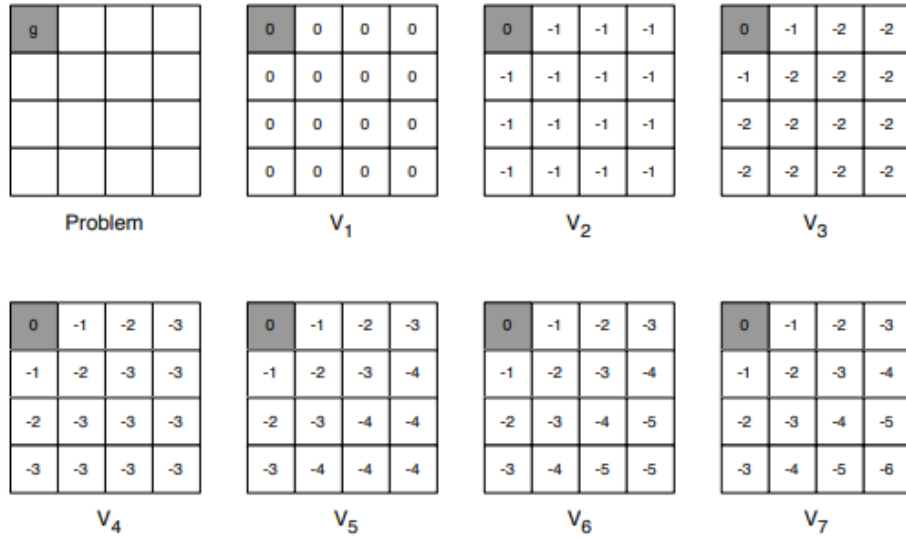 g 0 0 0 0 0 -1 -1 -1 0 -1 -2 -2
0 0 0 0 -1 -1 -1 -1 -1 -2 -2 -2
0 0 0 0 -1 -1 -1 -1 -2 -2 -2 -2
0 0 0 0 -1 -1 -1 -1 -2 -2 -2 -2
Problem V1 V2 V3
0 -1 -2 -3 0 -1 -2 -3 0 -1 -2 -3 0 -1 -2 -3
-1 -2 -3 -3 -1 -2 -3 -4 -1 -2 -3 -4 -1 -2 -3 -4
-2 -3 -3 -3 -2 -3 -4 -4 -2 -3 -4 -5 -2 -3 -4 -5
-3 -3 -3 -3 -3 -4 -4 -4 -3 -4 -5 -5 -3 -4 -5 -6
V4 V5 V6 V7